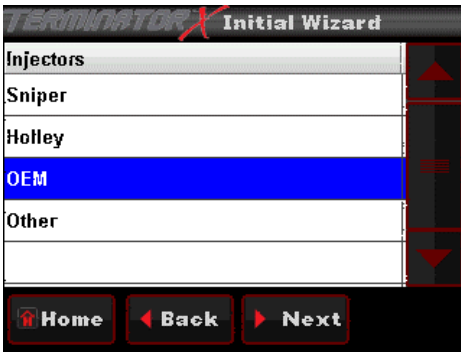 TERMINATOR X Initial Wizard
Injectors
Sniper
Holley
OEM
Other
Home Back Next